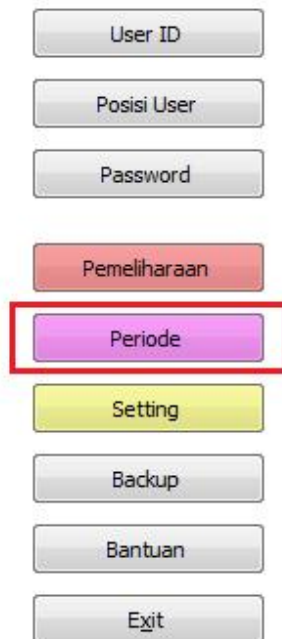 User ID
Posisi User
Password
Pemeliharaan
Periode
Setting
Backup
Bantuan
Exit